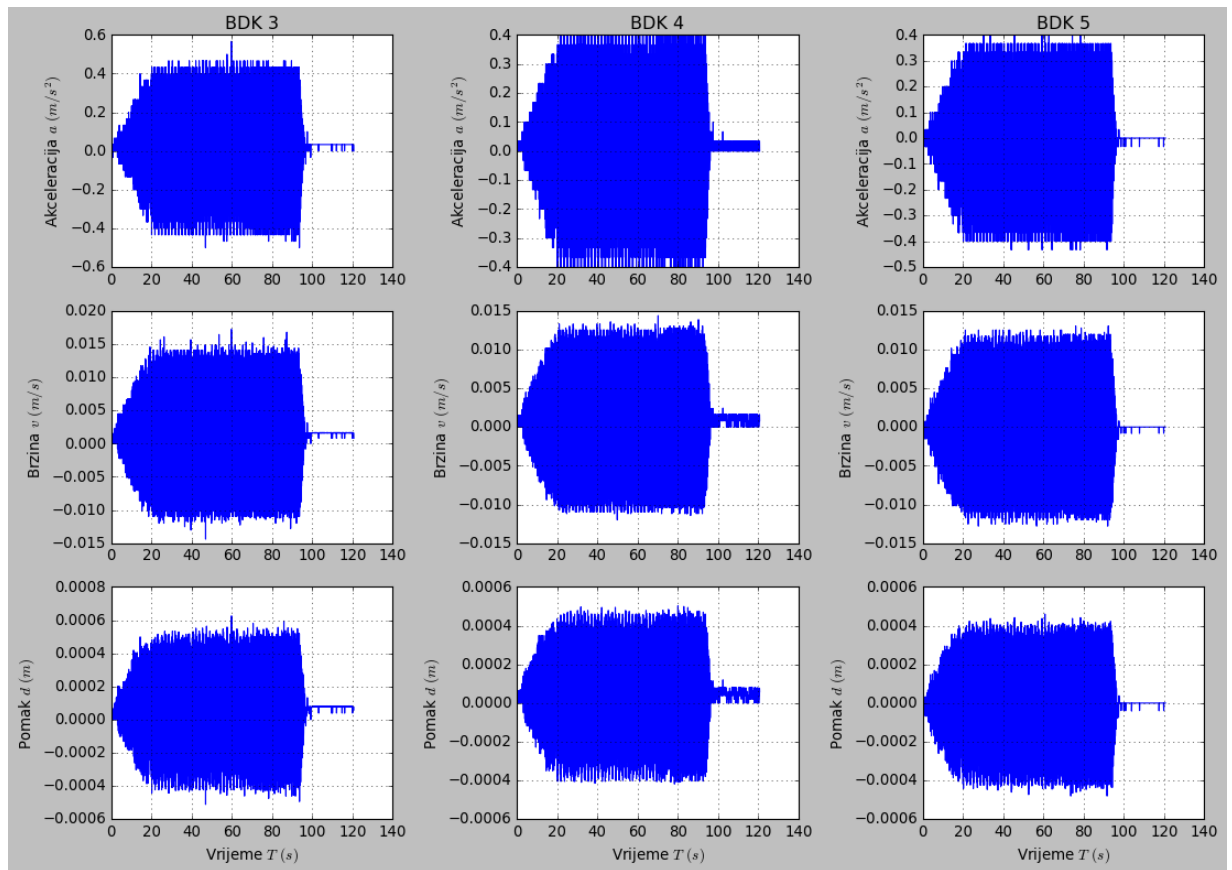 BDK 3
BDK 4
BDK 5
Akceleracija a (m/s²)
0.6
0.4
0.2
0.0
−0.2
−0.4
−0.6
0 20 40 60 80 100 120 140
Akceleracija a (m/s²)
0.4
0.3
0.2
0.1
0.0
−0.1
−0.2
−0.3
−0.4
0 20 40 60 80 100 120 140
Akceleracija a (m/s²)
0.4
0.3
0.2
0.1
0.0
−0.1
−0.2
−0.3
−0.4
−0.5
0 20 40 60 80 100 120 140
Brzina v (m/s)
0.020
0.015
0.010
0.005
0.000
−0.005
−0.010
−0.015
0 20 40 60 80 100 120 140
Brzina v (m/s)
0.015
0.010
0.005
0.000
−0.005
−0.010
−0.015
0 20 40 60 80 100 120 140
Brzina v (m/s)
0.015
0.010
0.005
0.000
−0.005
−0.010
−0.015
0 20 40 60 80 100 120 140
Pomak d (m)
0.0008
0.0006
0.0004
0.0002
0.0000
−0.0002
−0.0004
−0.0006
0 20 40 60 80 100 120 140
Vrijeme T (s)
Pomak d (m)
0.0006
0.0004
0.0002
0.0000
−0.0002
−0.0004
−0.0006
0 20 40 60 80 100 120 140
Vrijeme T (s)
Pomak d (m)
0.0006
0.0004
0.0002
0.0000
−0.0002
−0.0004
−0.0006
0 20 40 60 80 100 120 140
Vrijeme T (s)